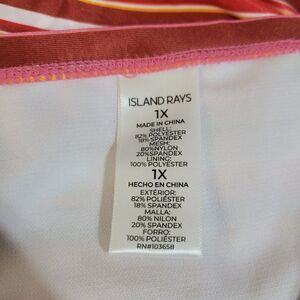 ISLAND RAYS
1X
MADE IN CHINA
SHELL:
82% POLYESTER
18% SPANDEX
MESH:
80%NYLON
20%SPANDEX
LINING:
100% POLYESTER
1X
HECHO EN CHINA
EXTERIOR:
82% POLIÉSTER
18% SPANDEX
MALLA:
80% NILON
20% SPANDEX
FORRO:
100% POLIÉSTER
RN#103658